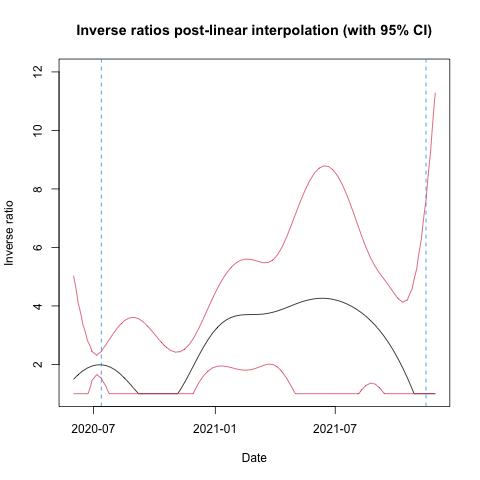 Inverse ratios post-linear interpolation (with 95% CI)
12
10
8
6
4
2
Inverse ratio
2020-07 2021-01 2021-07
Date